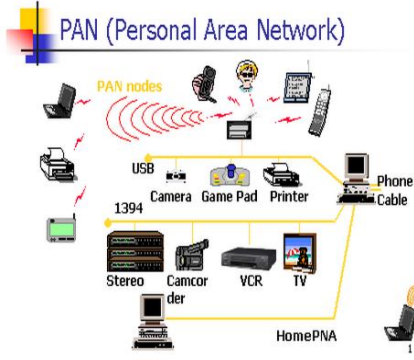 PAN (Personal Area Network)
PAN nodes
USB
Camera Game Pad Printer
Phone
Cable
1394
Stereo Camcor
der VCR TV
HomePNA
1